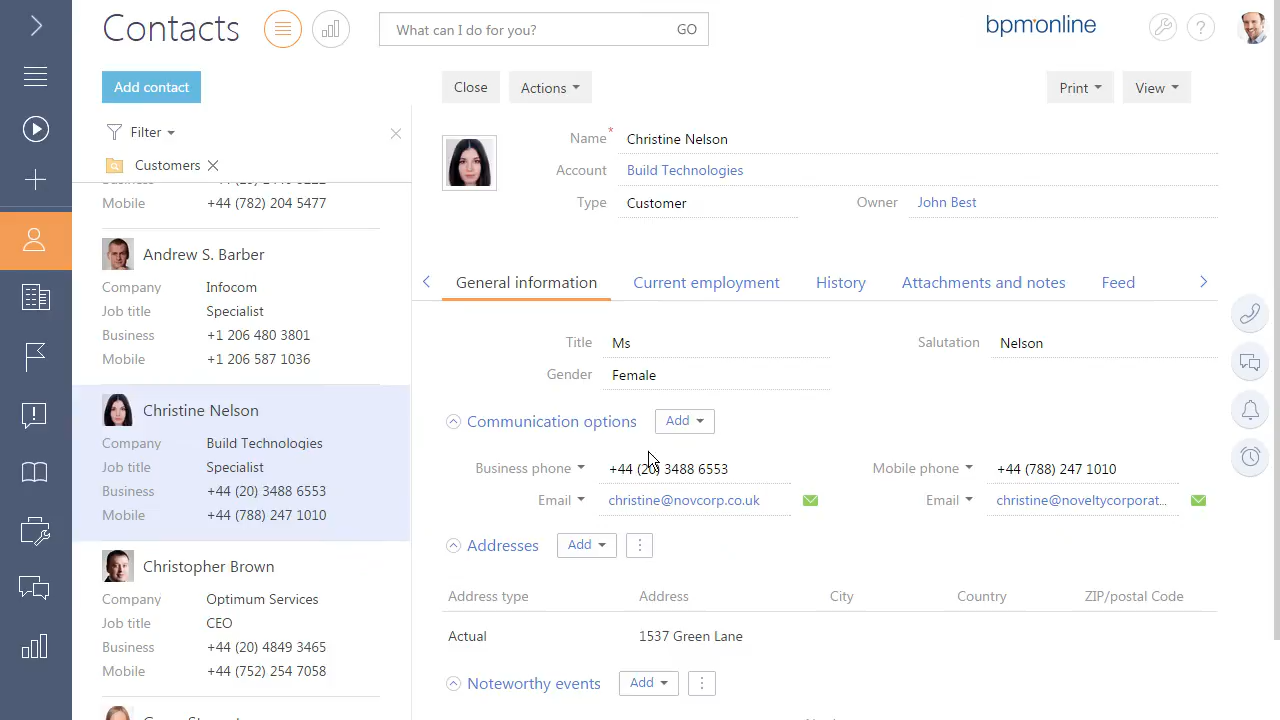 Contacts
What can I do for you?
GO
bpmonline
?
Add contact
Close
Actions
Print
View
Filter
Customers
Mobile +44 (782) 204 5477
Andrew S. Barber
Company Infocom
Job title Specialist
Business +1 206 480 3801
Mobile +1 206 587 1036
Christine Nelson
Company Build Technologies
Job title Specialist
Business +44 (20) 3488 6553
Mobile +44 (788) 247 1010
Christopher Brown
Company Optimum Services
Job title CEO
Business +44 (20) 4849 3465
Mobile +44 (752) 254 7058
Name* Christine Nelson
Account Build Technologies
Type Customer
Owner John Best
General information
Current employment
History
Attachments and notes
Feed
Title Ms
Salutation Nelson
Gender Female
Communication options Add
Business phone +44 (20) 3488 6553
Mobile phone +44 (788) 247 1010
Email christine@novcorp.co.uk
Email christine@noveltycorporat...
Addresses Add
Address type Address City Country ZIP/postal Code
Actual 1537 Green Lane
Noteworthy events Add